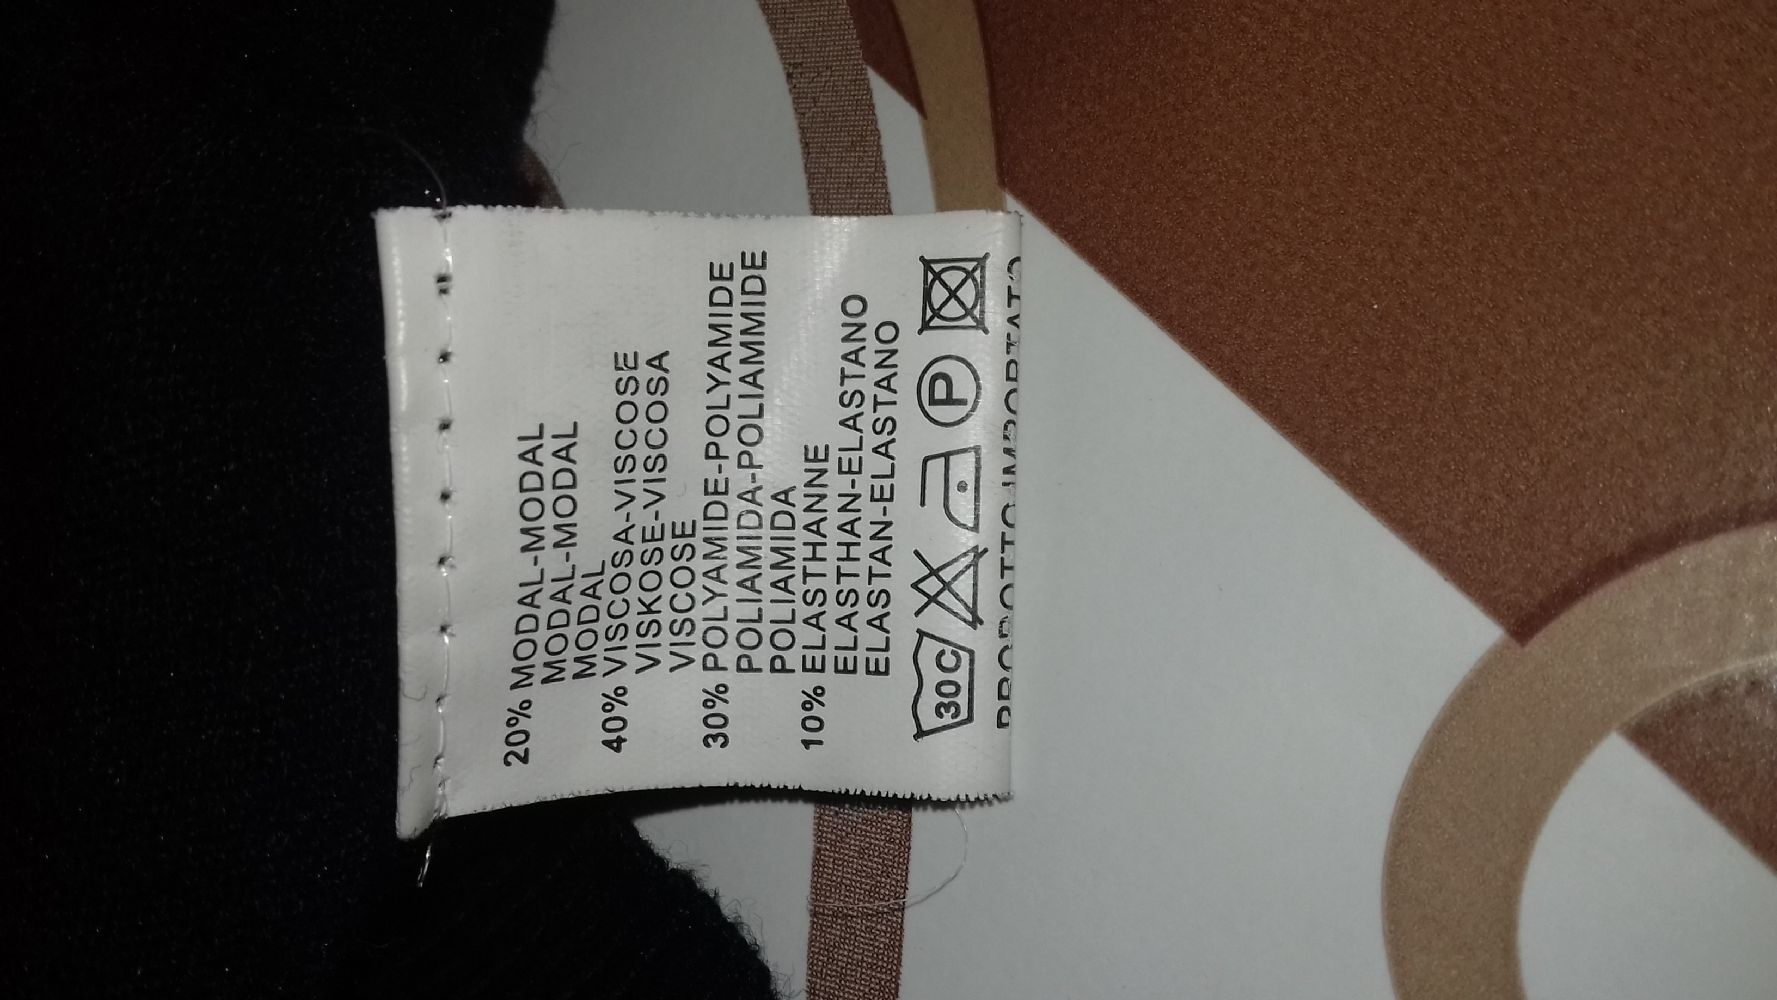 20% MODAL-MODAL
MODAL-MODAL
MODAL
40% VISCOSA-VISCOSE
VISKOSE-VISCOSA
VISCOSE
30% POLYAMIDE-POLYAMIDE
POLIAMIDA-POLIAMMIDE
POLIAMIDA
10% ELASTHANNE
ELASTHAN-ELASTANO
ELASTAN-ELASTANO
30C P
PRODOTTO IMPORTATO